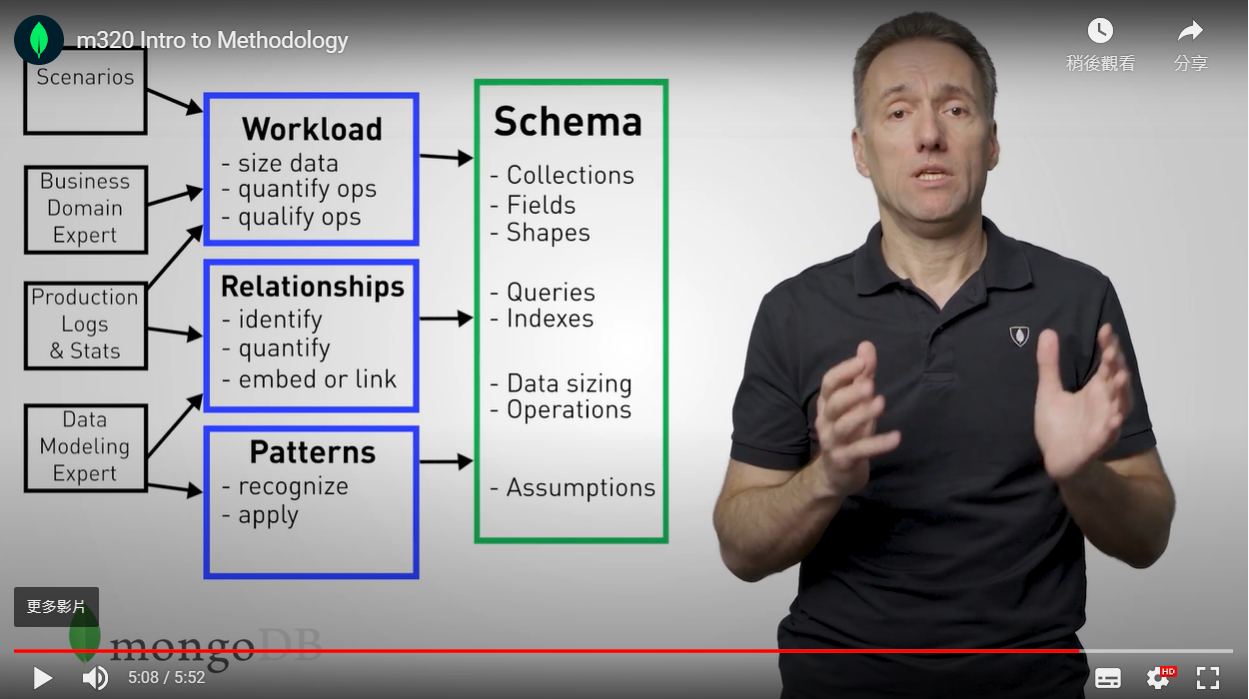 m320 Intro to Methodology
稍後觀看
分享
Scenarios
Business
Domain
Expert
Production
Logs
& Stats
Data
Modeling
Expert
Workload
- size data
- quantify ops
- qualify ops
Relationships
- identify
- quantify
- embed or link
Patterns
- recognize
- apply
Schema
- Collections
- Fields
- Shapes
- Queries
- Indexes
- Data sizing
- Operations
- Assumptions
更多影片
mongoDB
5:08 / 5:52
HD